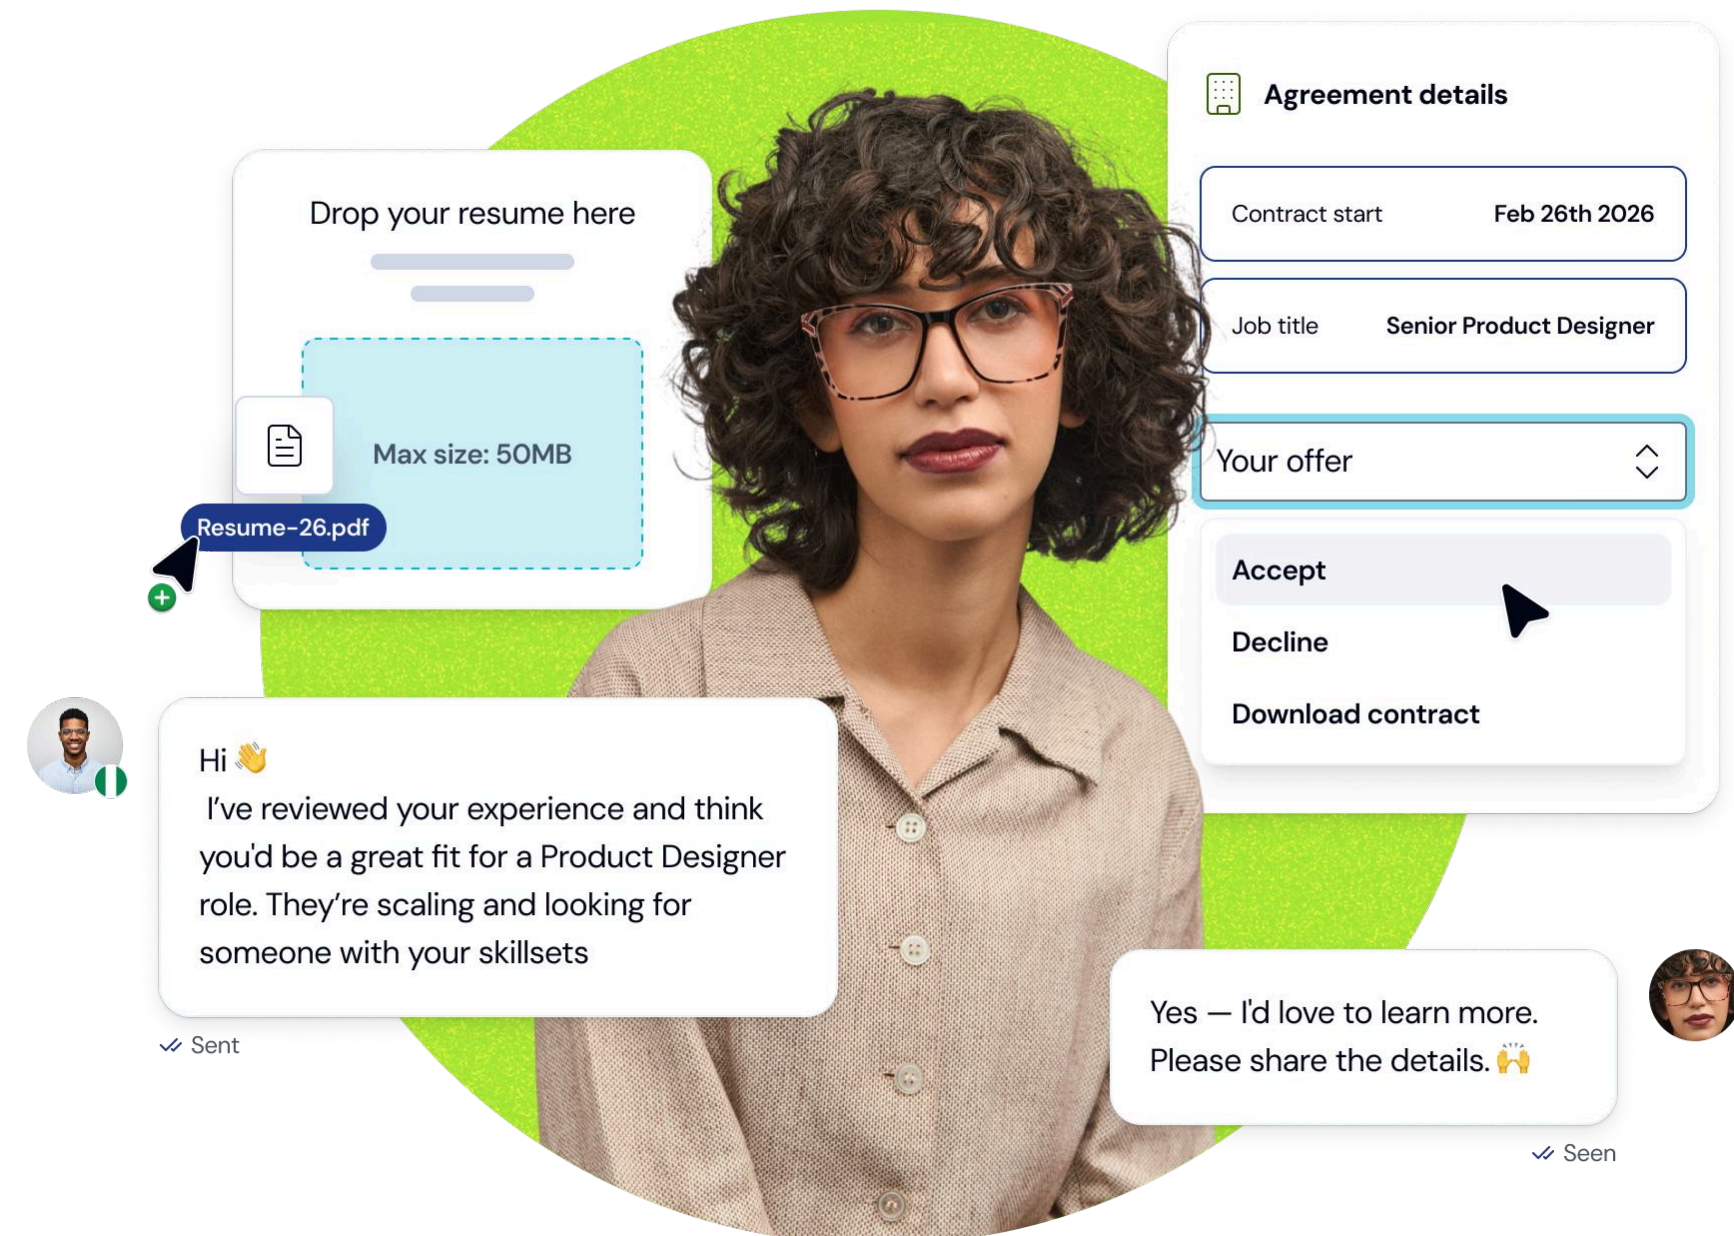 Drop your resume here
Max size: 50MB
Resume-26.pdf
Agreement details
Contract start Feb 26th 2026
Job title Senior Product Designer
Your offer
Accept
Decline
Download contract
Hi 👋
I’ve reviewed your experience and think
you'd be a great fit for a Product Designer
role. They’re scaling and looking for
someone with your skillsets
Sent
Yes — I'd love to learn more.
Please share the details. 🙌
Seen